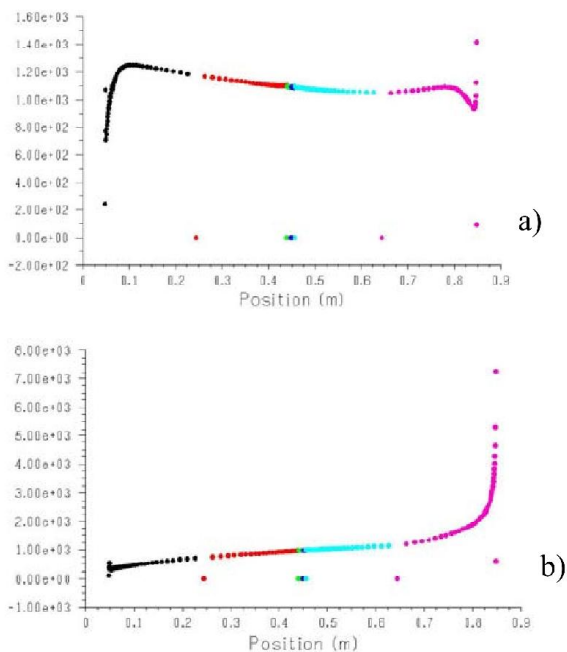 1.60e+03
1.40e+03
1.20e+03
1.00e+03
8.00e+02
6.00e+02
4.00e+02
2.00e+02
0.00e+00
-2.00e+02
0 0.1 0.2 0.3 0.4 0.5 0.6 0.7 0.8 0.9
Position (m)
a)
8.00e+03
7.00e+03
6.00e+03
5.00e+03
4.00e+03
3.00e+03
2.00e+03
1.00e+03
0.00e+00
-1.00e+03
0 0.1 0.2 0.3 0.4 0.5 0.6 0.7 0.8 0.9
Position (m)
b)